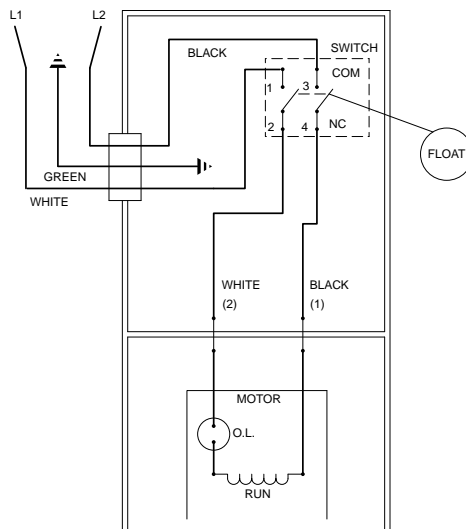 L1
L2
BLACK
SWITCH
COM
1
3
2
4
NC
FLOAT
GREEN
WHITE
WHITE
(2)
BLACK
(1)
MOTOR
O.L.
RUN